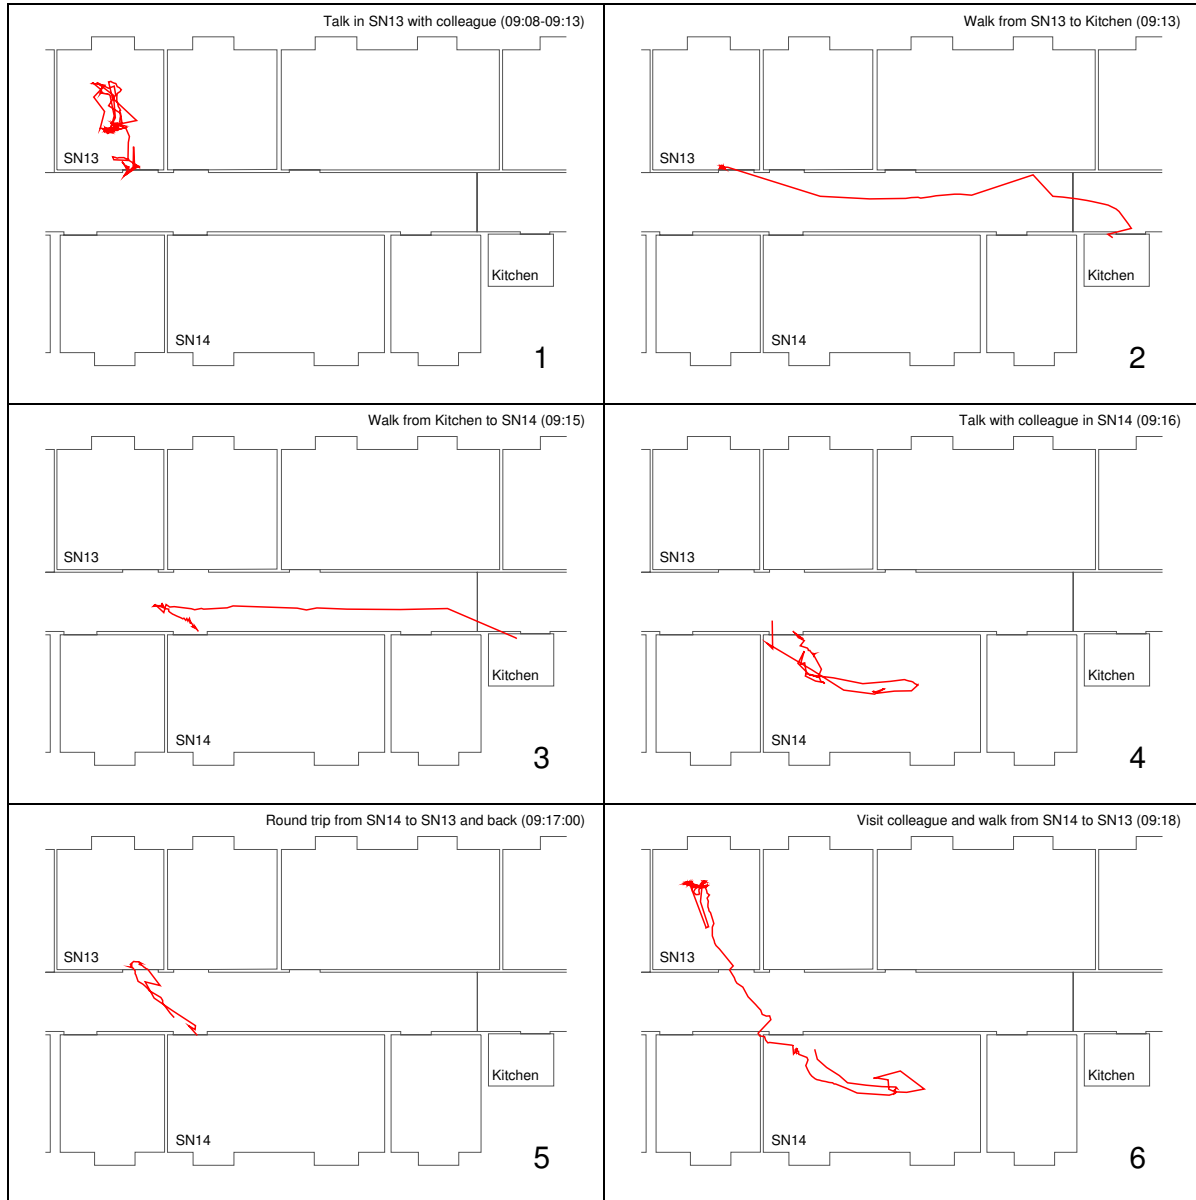 Talk in SN13 with colleague (09:08-09:13)
SN13
Kitchen
SN14
1
Walk from SN13 to Kitchen (09:13)
SN13
Kitchen
SN14
2
Walk from Kitchen to SN14 (09:15)
SN13
Kitchen
SN14
3
Talk with colleague in SN14 (09:16)
SN13
Kitchen
SN14
4
Round trip from SN14 to SN13 and back (09:17:00)
SN13
Kitchen
SN14
5
Visit colleague and walk from SN14 to SN13 (09:18)
SN13
Kitchen
SN14
6